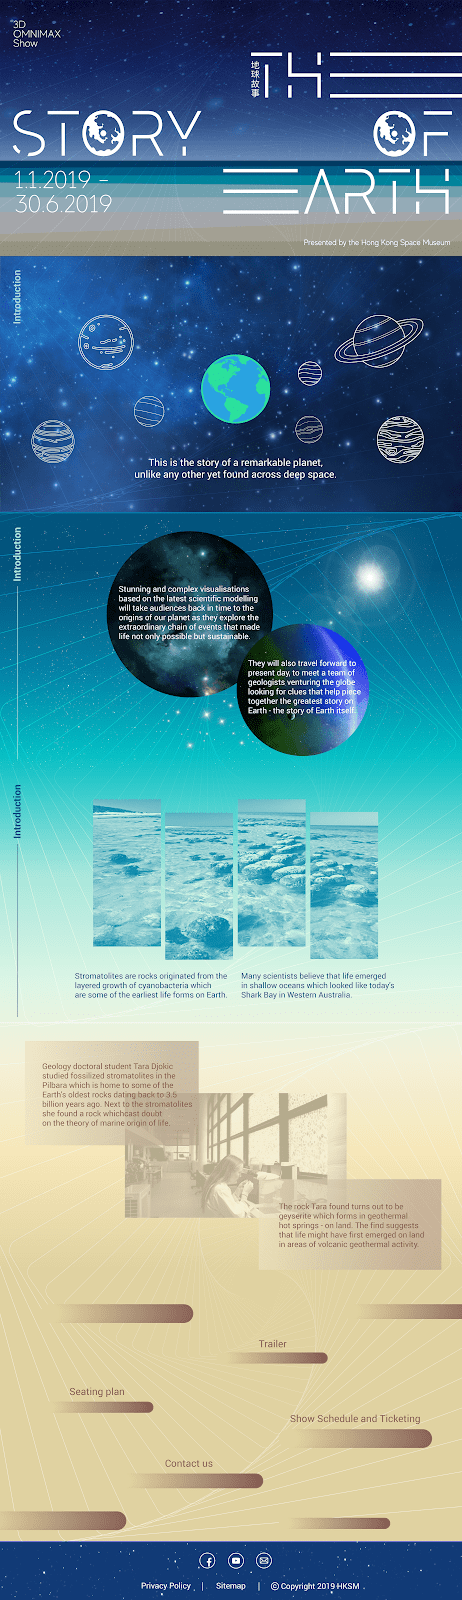 3D
OMNIMAX
Show
地球故事
THE
STORY OF
EARTH
1.1.2019 –
30.6.2019
Presented by the Hong Kong Space Museum
Introduction
This is the story of a remarkable planet,
unlike any other yet found across deep space.
Introduction
Stunning and complex visualisations
based on the latest scientific modelling
will take audiences back in time to the
origins of our planet as they explore the
extraordinary chain of events that made
life not only possible but sustainable.
They will also travel forward to
present day, to meet a team of
geologists venturing the globe
looking for clues that help piece
together the greatest story on
Earth - the story of Earth itself.
Introduction
Stromatolites are rocks originated from the
layered growth of cyanobacteria which
are some of the earliest life forms on Earth.
Many scientists believe that life emerged
in shallow oceans which looked like today's
Shark Bay in Western Australia.
Geology doctoral student Tara Djokic
studied fossilized stromatolites in the
Pilbara which is home to some of the
Earth's oldest rocks dating back to 3.5
billion years ago. Next to the stromatolites
she found a rock whichcast doubt
on the theory of marine origin of life.
The rock Tara found turns out to be
geyserite which forms in geothermal
hot springs - on land. The find suggests
that life might have first emerged on land
in areas of volcanic geothermal activity.
Trailer
Seating plan
Show Schedule and Ticketing
Contact us
Privacy Policy | Sitemap | © Copyright 2019 HKSM